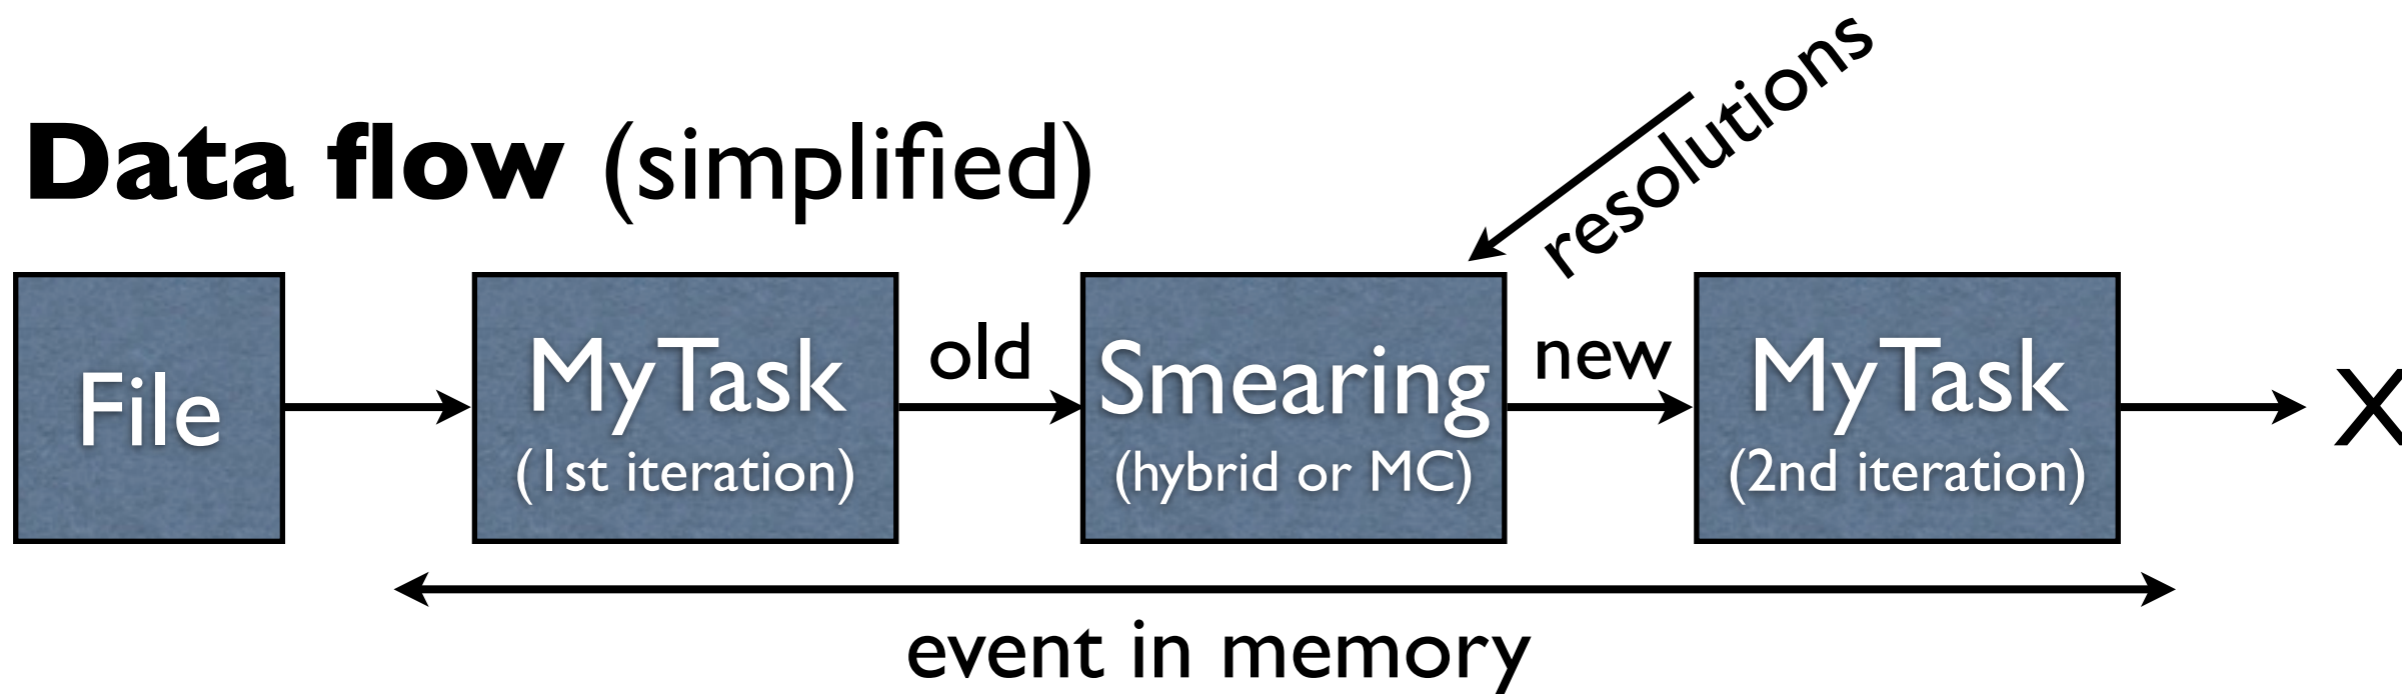 resolutions
Data flow (simplified)
File
MyTask
(1st iteration)
old
Smearing
(hybrid or MC)
new
MyTask
(2nd iteration)
X
event in memory